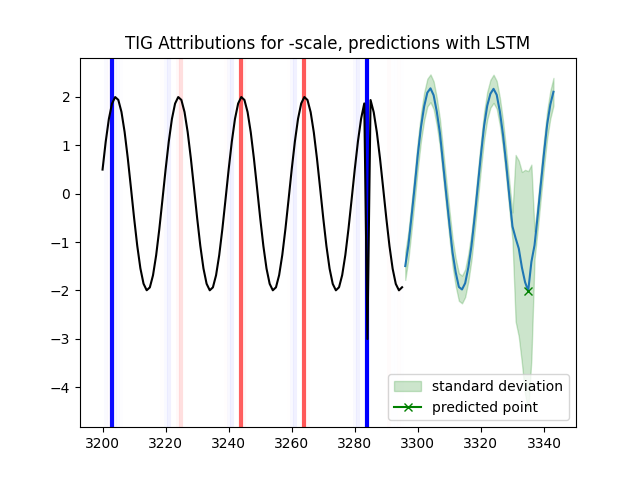 TIG Attributions for -scale, predictions with LSTM
2
1
0
−1
−2
−3
−4
standard deviation
predicted point
3200 3220 3240 3260 3280 3300 3320 3340